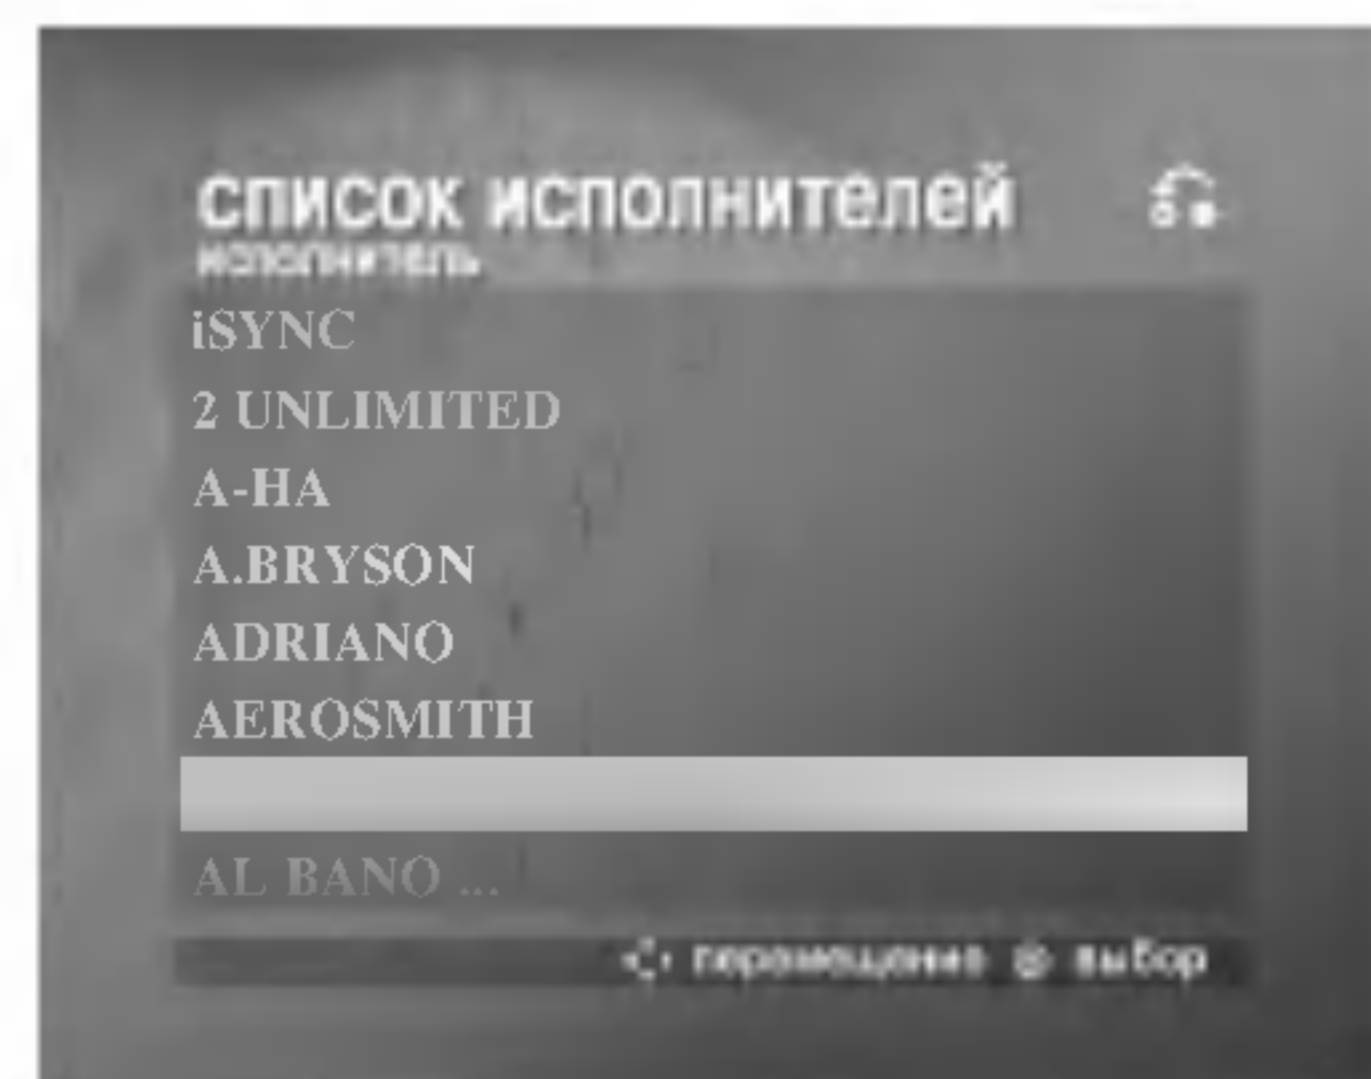 список исполнителей
исполнитель
iSYNC
2 UNLIMITED
A-HA
A.BRYSON
ADRIANO
AEROSMITH
AL BANO ...
перемещение выбор